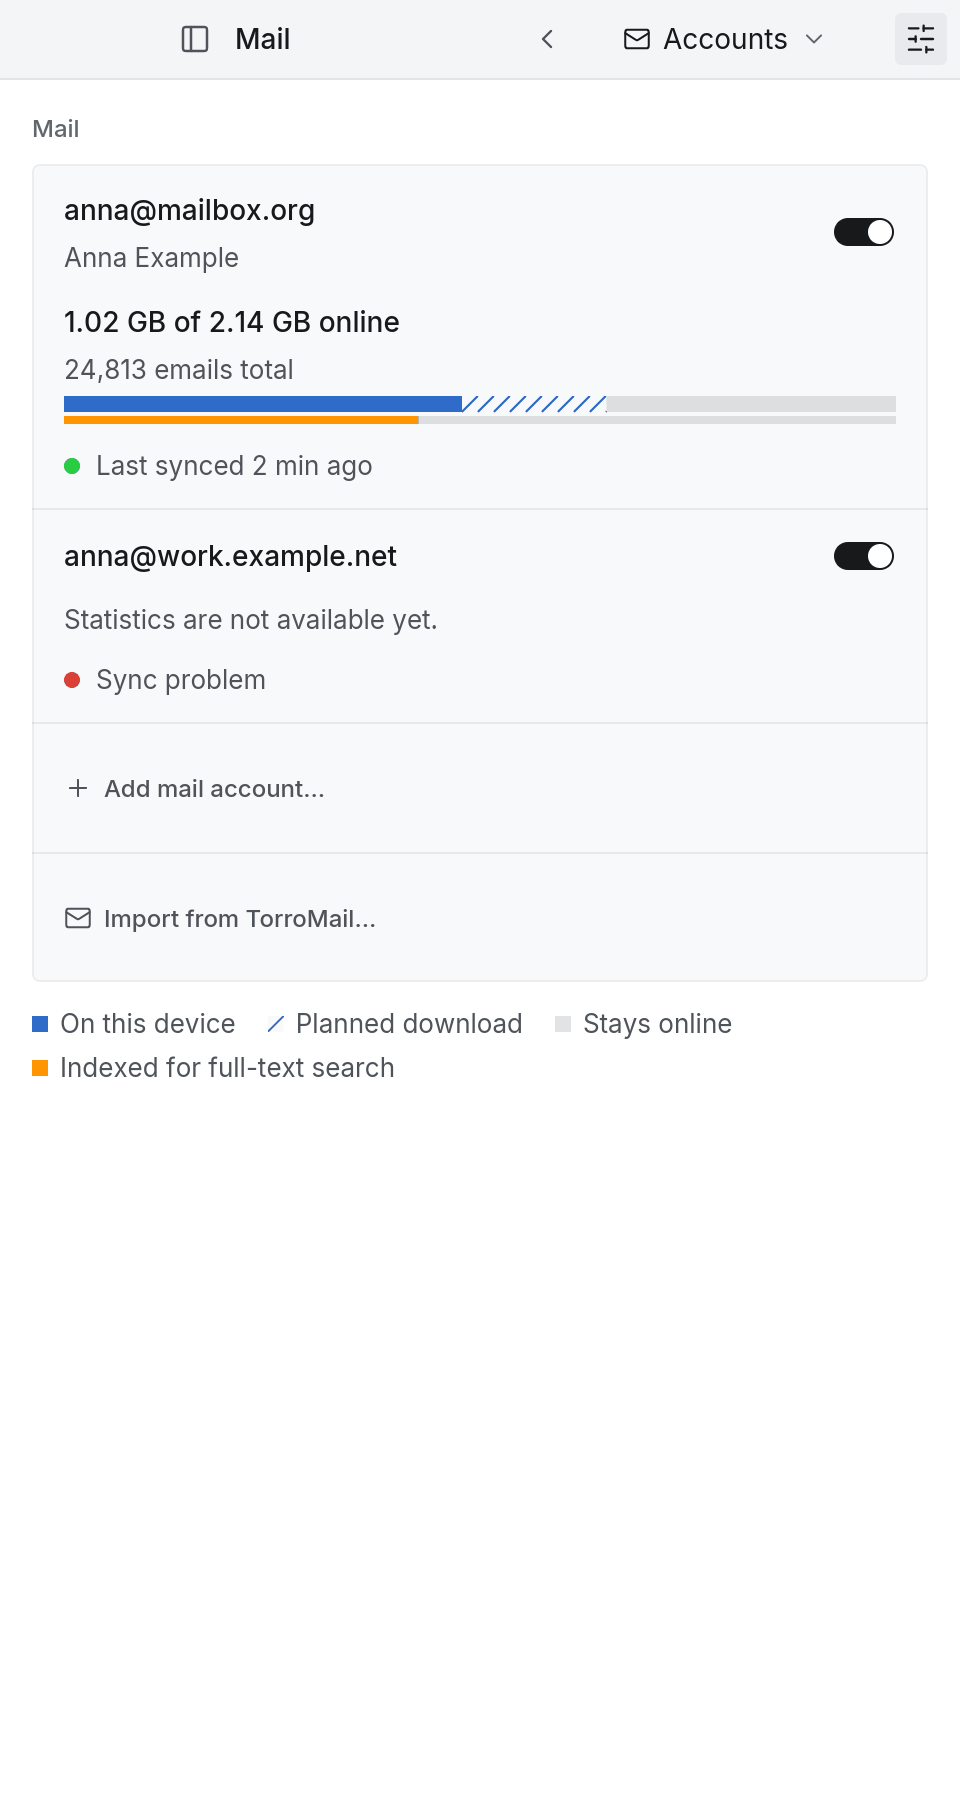 Mail
Accounts
Mail
anna@mailbox.org
Anna Example
1.02 GB of 2.14 GB online
24,813 emails total
Last synced 2 min ago
anna@work.example.net
Statistics are not available yet.
Sync problem
Add mail account...
Import from TorroMail...
On this device
Planned download
Stays online
Indexed for full-text search